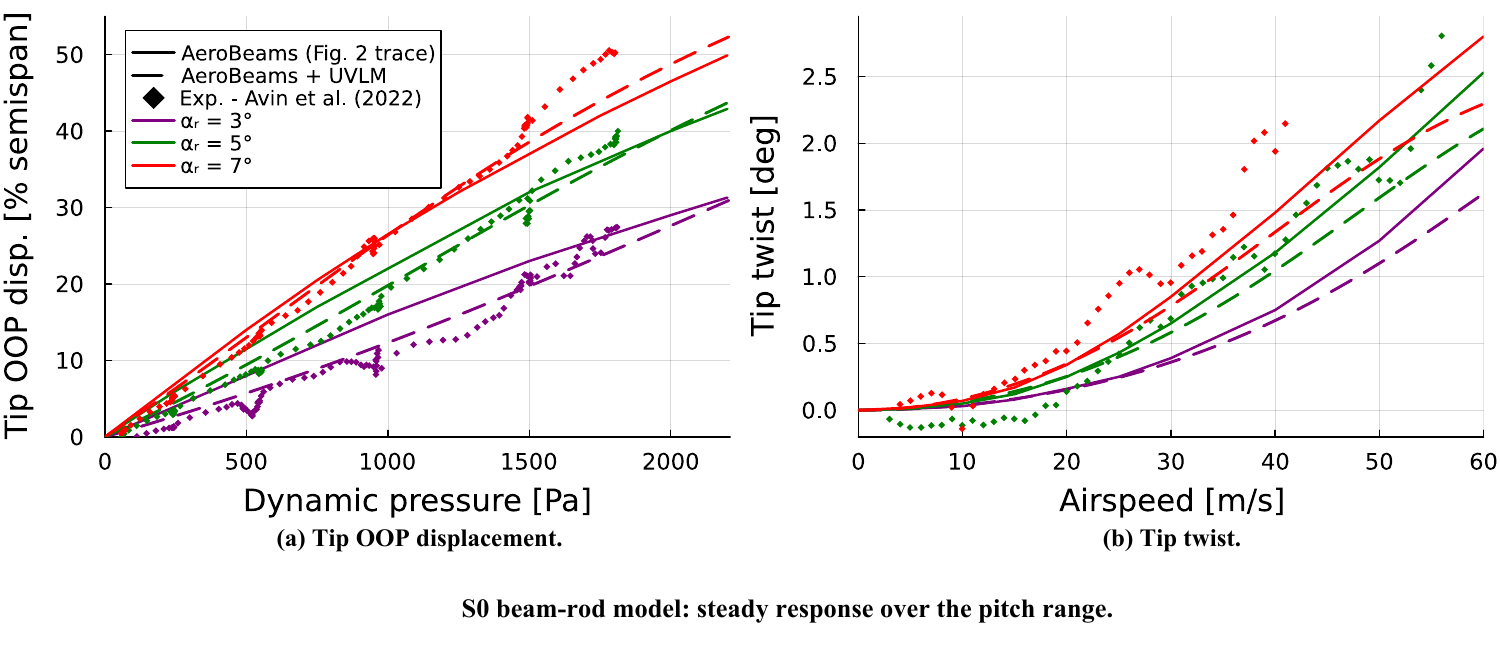 Tip OOP disp. [% semispan]
50
40
30
20
10
0
AeroBeams (Fig. 2 trace)
AeroBeams + UVLM
Exp. - Avin et al. (2022)
αᵣ = 3°
αᵣ = 5°
αᵣ = 7°
0 500 1000 1500 2000
Dynamic pressure [Pa]
(a) Tip OOP displacement.
Tip twist [deg]
2.5
2.0
1.5
1.0
0.5
0.0
0 10 20 30 40 50 60
Airspeed [m/s]
(b) Tip twist.
S0 beam-rod model: steady response over the pitch range.